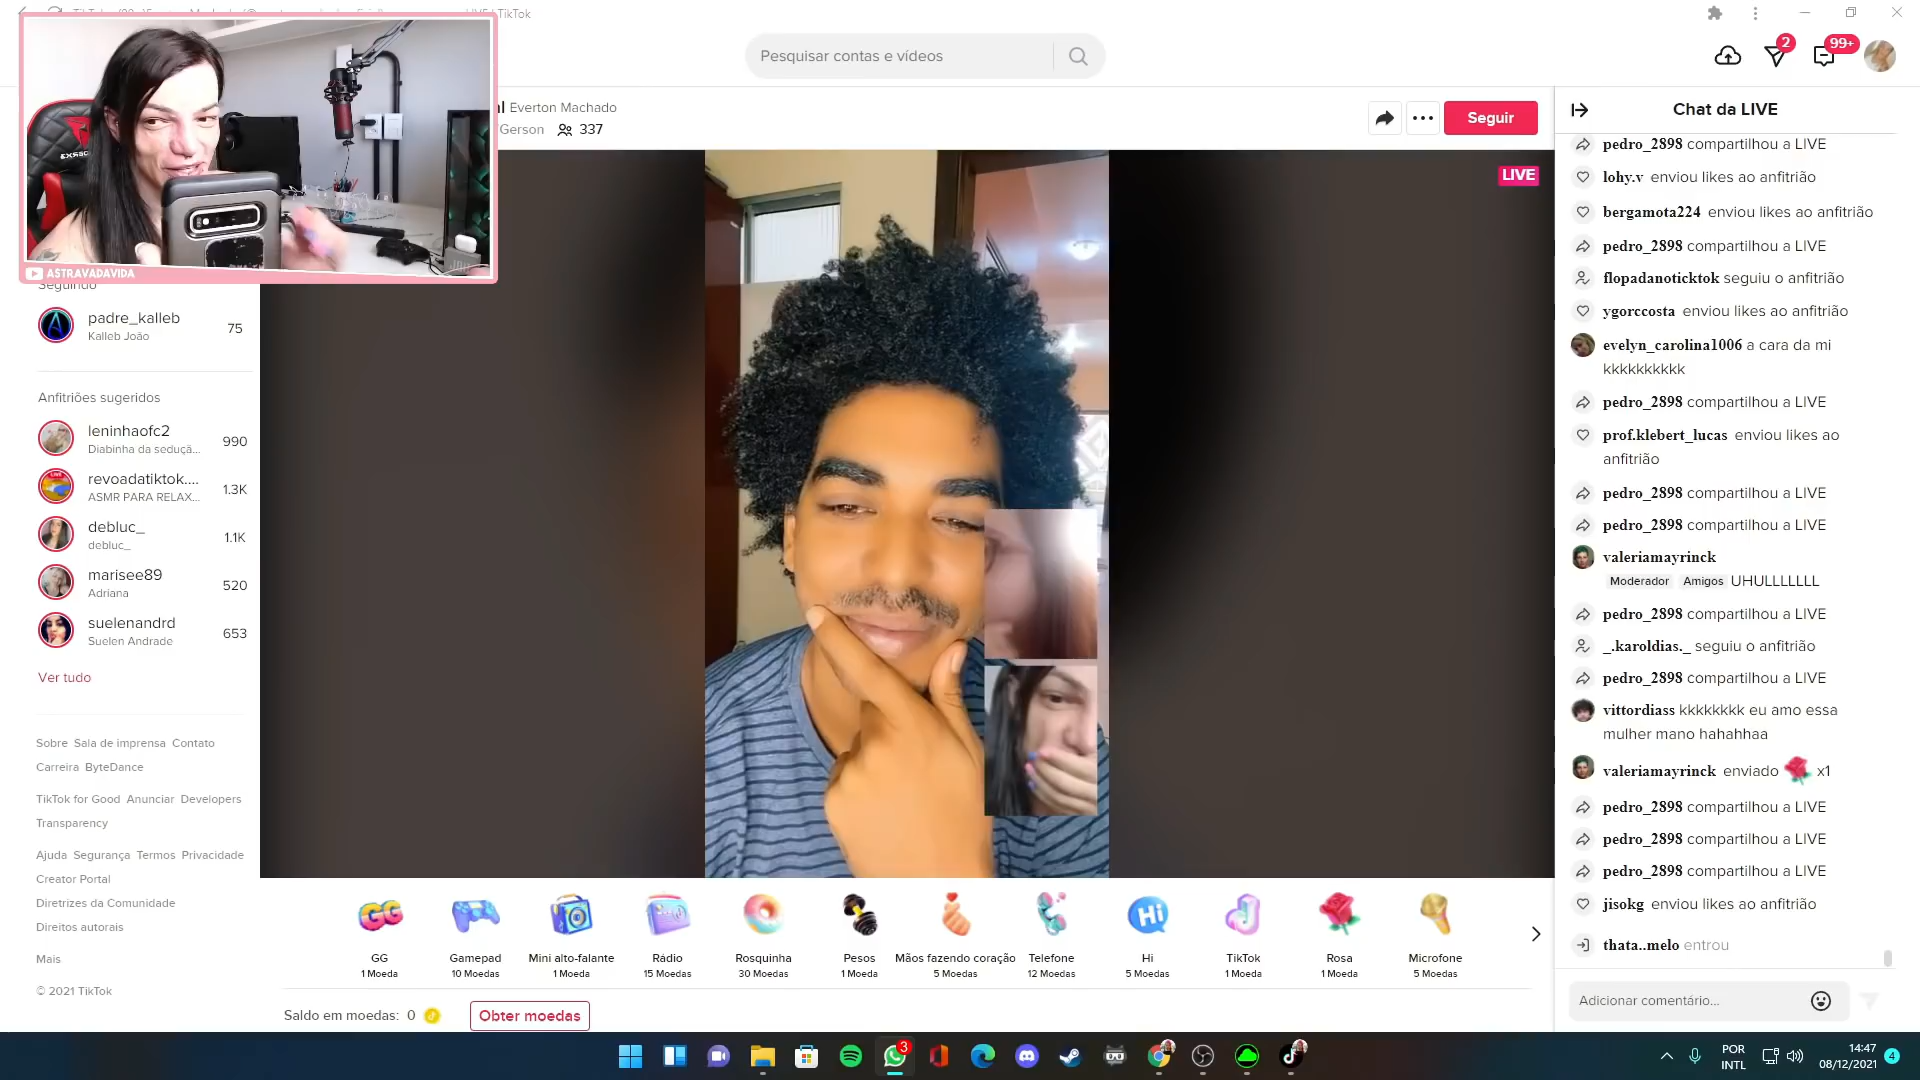 LIVE | TikTok
Pesquisar contas e vídeos
2
99+
Everton Machado
Gerson
337
Seguir
Chat da LIVE
ASTRAVADAVIDA
LIVE
Seguindo
padre_kalleb
Kalleb João
75
Anfitriões sugeridos
leninhaofc2
Diabinha da seduçã...
990
revoadatiktok....
ASMR PARA RELAX...
1.3K
debluc_
debluc_
1.1K
marisee89
Adriana
520
suelenandrd
Suelen Andrade
653
Ver tudo
Sobre Sala de imprensa Contato
Carreira ByteDance
TikTok for Good Anunciar Developers
Transparency
Ajuda Segurança Termos Privacidade
Creator Portal
Diretrizes da Comunidade
Direitos autorais
Mais
© 2021 TikTok
GG
1 Moeda
Gamepad
10 Moedas
Mini alto-falante
1 Moeda
Rádio
15 Moedas
Rosquinha
30 Moedas
Pesos
1 Moeda
Mãos fazendo coração
5 Moedas
Telefone
12 Moedas
Hi
5 Moedas
TikTok
1 Moeda
Rosa
1 Moeda
Microfone
5 Moedas
Saldo em moedas: 0
Obter moedas
pedro_2898 compartilhou a LIVE
lohy.v enviou likes ao anfitrião
bergamota224 enviou likes ao anfitrião
pedro_2898 compartilhou a LIVE
flopadanoticktok seguiu o anfitrião
ygorccosta enviou likes ao anfitrião
evelyn_carolina1006 a cara da mi
kkkkkkkkkk
pedro_2898 compartilhou a LIVE
prof.klebert_lucas enviou likes ao
anfitrião
pedro_2898 compartilhou a LIVE
pedro_2898 compartilhou a LIVE
valeriamayrinck
Moderador Amigos UHULLLLLLL
pedro_2898 compartilhou a LIVE
_.karoldias._ seguiu o anfitrião
pedro_2898 compartilhou a LIVE
vittordiass kkkkkkkk eu amo essa
mulher mano hahahhaa
valeriamayrinck enviado x1
pedro_2898 compartilhou a LIVE
pedro_2898 compartilhou a LIVE
pedro_2898 compartilhou a LIVE
jisokg enviou likes ao anfitrião
thata..melo entrou
Adicionar comentário...
3
POR
INTL
14:47
08/12/2021
4